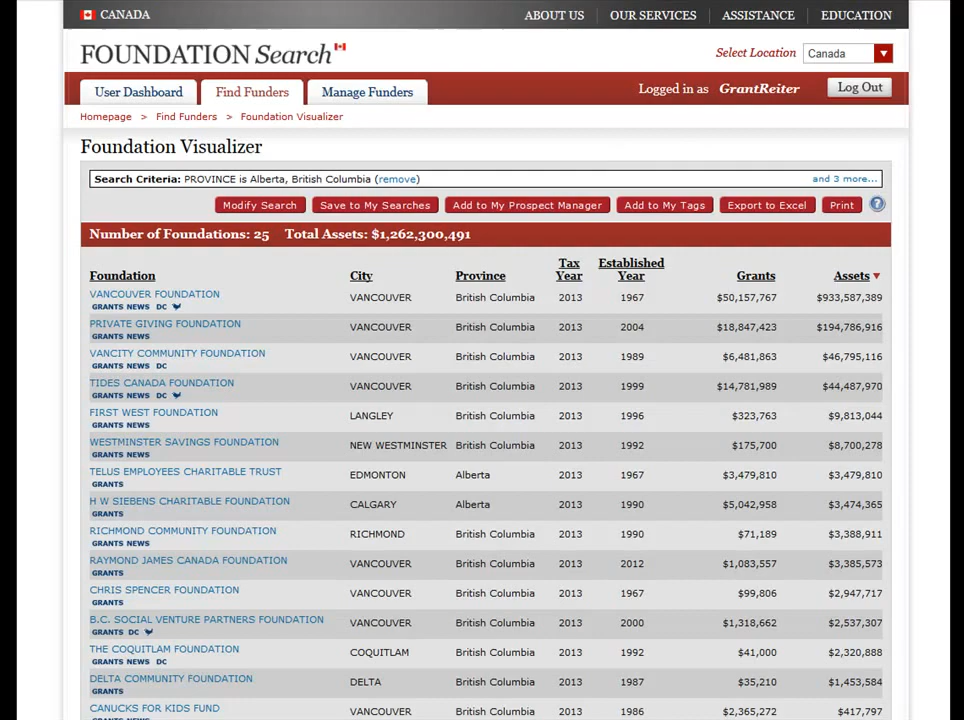 CANADA
ABOUT US OUR SERVICES ASSISTANCE EDUCATION
FOUNDATION Search
Select Location Canada
User Dashboard Find Funders Manage Funders Logged in as GrantReiter Log Out
Homepage > Find Funders > Foundation Visualizer
Foundation Visualizer
Search Criteria: PROVINCE is Alberta, British Columbia (remove) and 3 more...
Modify Search Save to My Searches Add to My Prospect Manager Add to My Tags Export to Excel Print ?
Number of Foundations: 25 Total Assets: $1,262,300,491
Foundation City Province Tax Year Established Year Grants Assets
VANCOUVER FOUNDATION VANCOUVER British Columbia 2013 1967 $50,157,767 $933,587,389
GRANTS NEWS DC
PRIVATE GIVING FOUNDATION VANCOUVER British Columbia 2013 2004 $18,847,423 $194,786,916
GRANTS NEWS
VANCITY COMMUNITY FOUNDATION VANCOUVER British Columbia 2013 1989 $6,481,863 $46,795,116
GRANTS NEWS DC
TIDES CANADA FOUNDATION VANCOUVER British Columbia 2013 1999 $14,781,989 $44,487,970
GRANTS NEWS DC
FIRST WEST FOUNDATION LANGLEY British Columbia 2013 1996 $323,763 $9,813,044
GRANTS NEWS
WESTMINSTER SAVINGS FOUNDATION NEW WESTMINSTER British Columbia 2013 1992 $175,700 $8,700,278
GRANTS NEWS
TELUS EMPLOYEES CHARITABLE TRUST EDMONTON Alberta 2013 1967 $3,479,810 $3,479,810
GRANTS
H W SIEBENS CHARITABLE FOUNDATION CALGARY Alberta 2013 1990 $5,042,958 $3,474,365
GRANTS
RICHMOND COMMUNITY FOUNDATION RICHMOND British Columbia 2013 1990 $71,189 $3,388,911
GRANTS NEWS
RAYMOND JAMES CANADA FOUNDATION VANCOUVER British Columbia 2013 2012 $1,083,557 $3,385,573
GRANTS
CHRIS SPENCER FOUNDATION VANCOUVER British Columbia 2013 1967 $99,806 $2,947,717
GRANTS
B.C. SOCIAL VENTURE PARTNERS FOUNDATION VANCOUVER British Columbia 2013 2000 $1,318,662 $2,537,307
GRANTS DC
THE COQUITLAM FOUNDATION COQUITLAM British Columbia 2013 1992 $41,000 $2,320,888
GRANTS NEWS DC
DELTA COMMUNITY FOUNDATION DELTA British Columbia 2013 1987 $35,210 $1,453,584
GRANTS
CANUCKS FOR KIDS FUND VANCOUVER British Columbia 2013 1986 $2,365,272 $417,797